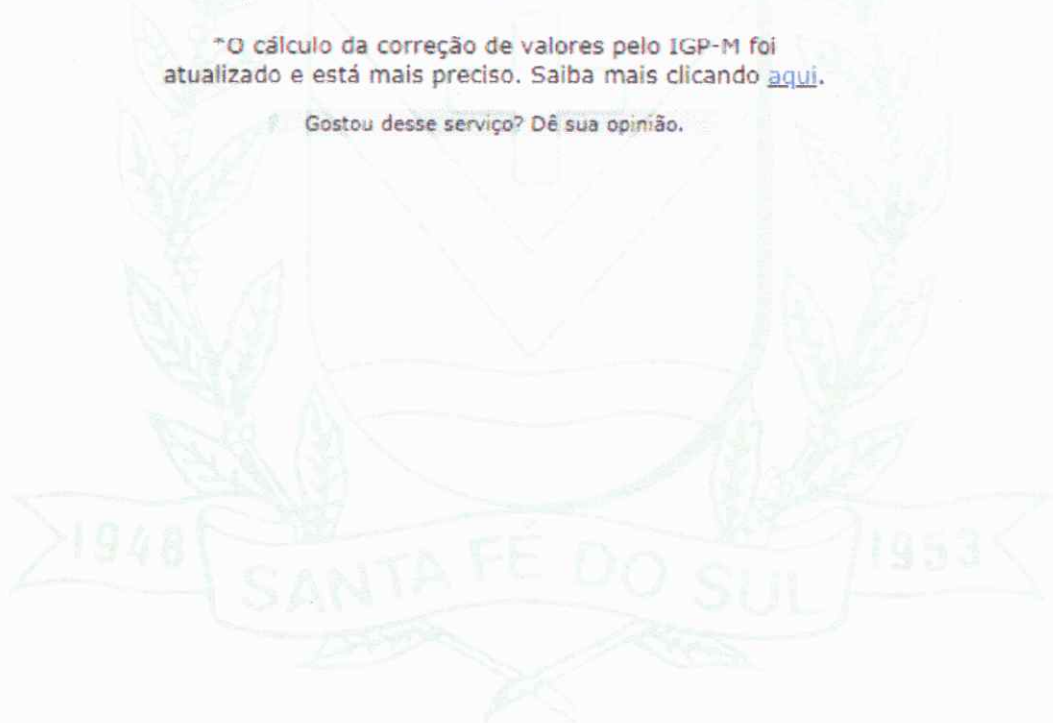 *O cálculo da correção de valores pelo IGP-M foi
atualizado e está mais preciso. Saiba mais clicando aqui.
Gostou desse serviço? Dê sua opinião.
1948
SANTA FÉ DO SUL
1953